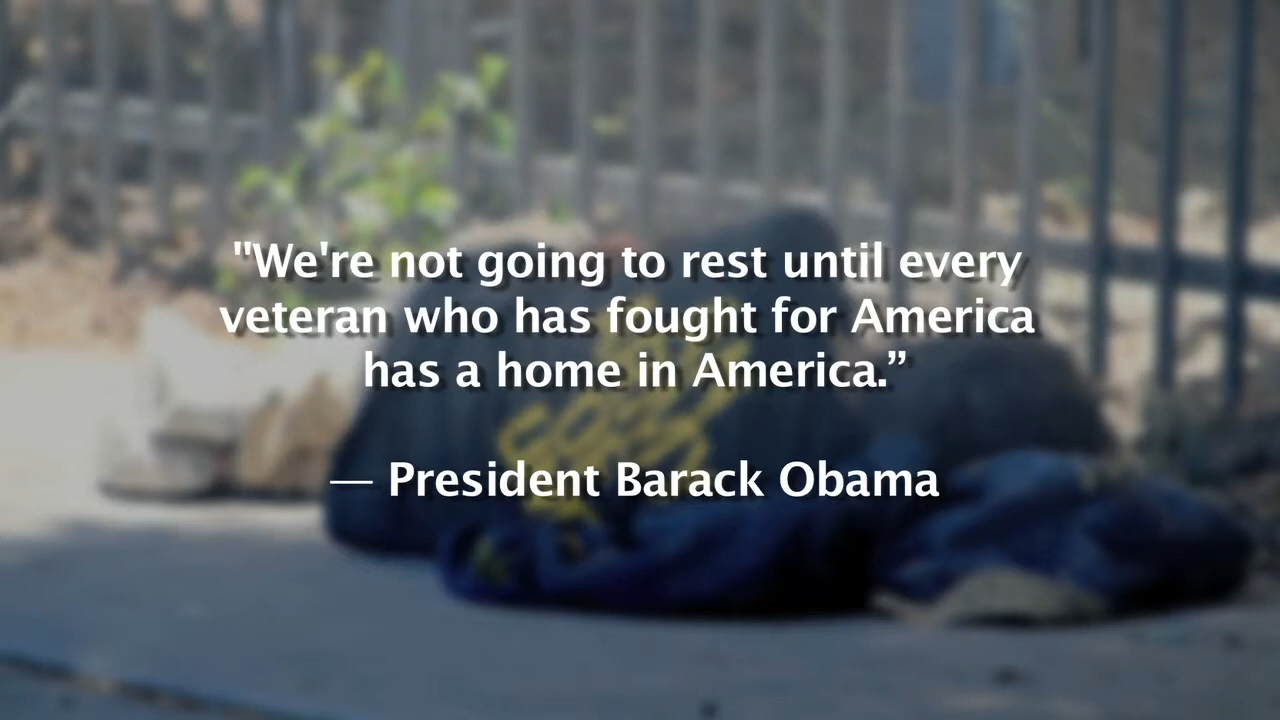 "We're not going to rest until every
veteran who has fought for America
has a home in America.”
— President Barack Obama